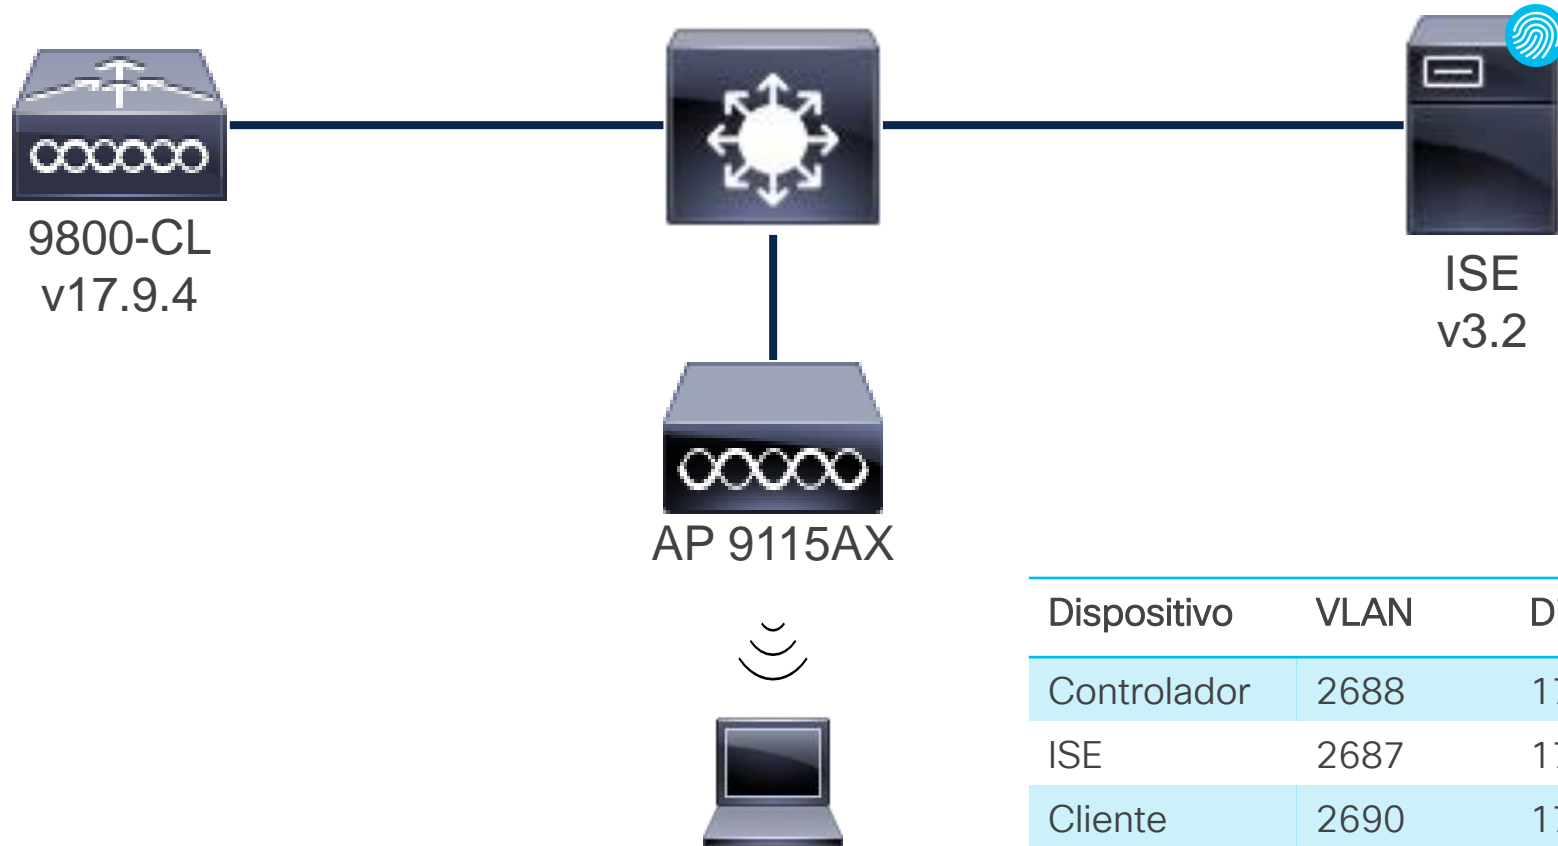 9800-CL
v17.9.4
ISE
v3.2
AP 9115AX
Dispositivo VLAN
Controlador 2688
ISE 2687
Cliente 2690